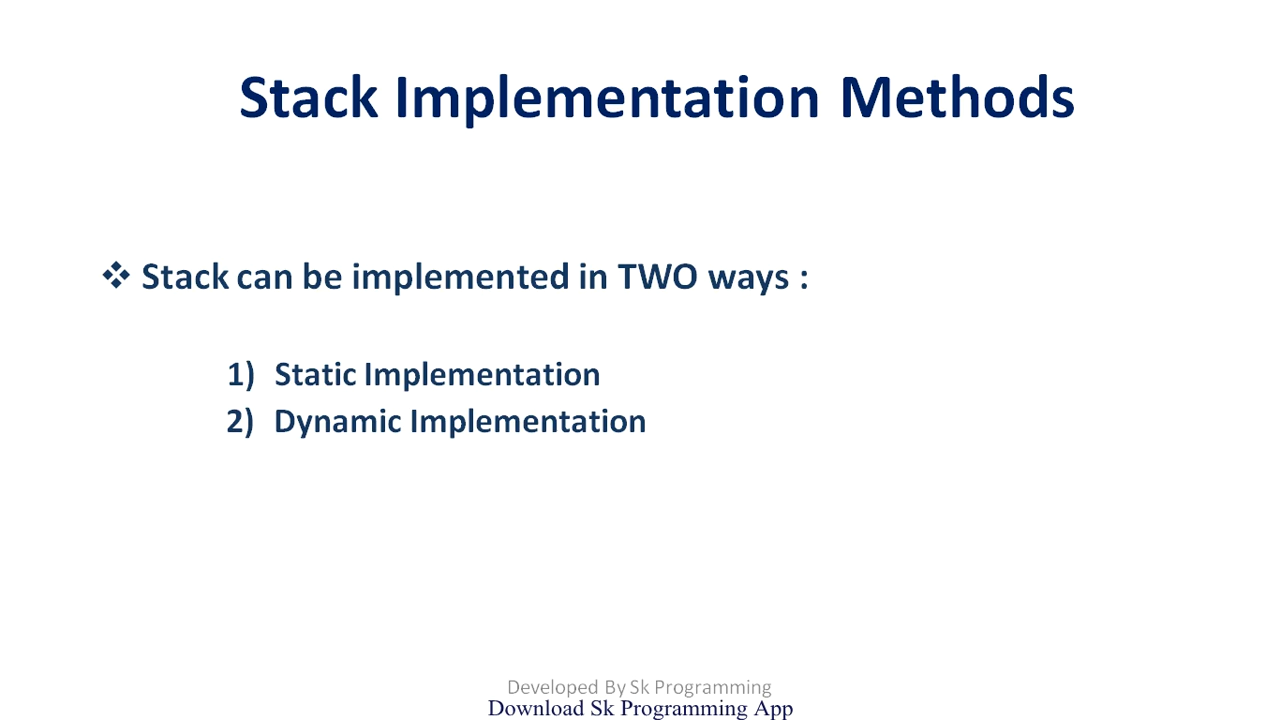 Stack Implementation Methods
❖ Stack can be implemented in TWO ways :
1) Static Implementation
2) Dynamic Implementation
Developed By Sk Programming
Download Sk Programming App